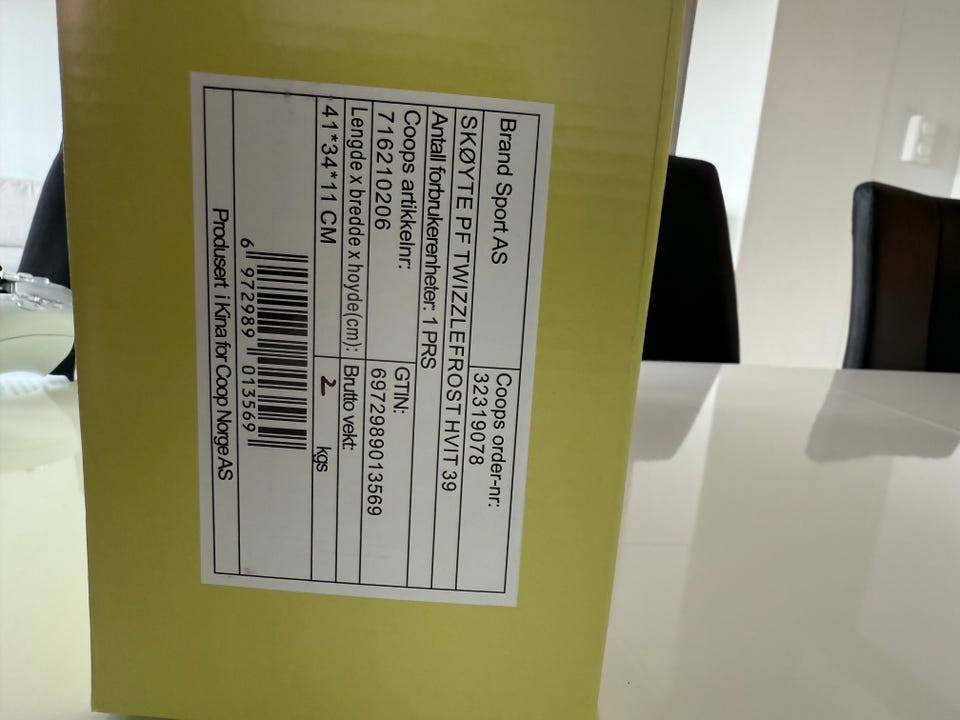 Brand Sport AS
Coops order-nr:
32319078
SKØYTE PF TWIZZLEFROST HVIT 39
Antall forbrukerenheter: 1 PRS
Coops artikkelnr:
716210206
GTIN:
6972989013569
Lengde x bredde x hoyde(cm):
41*34*11 CM
Brutto vekt:
2 kgs
6 972989 013569
Produsert i Kina for Coop Norge AS